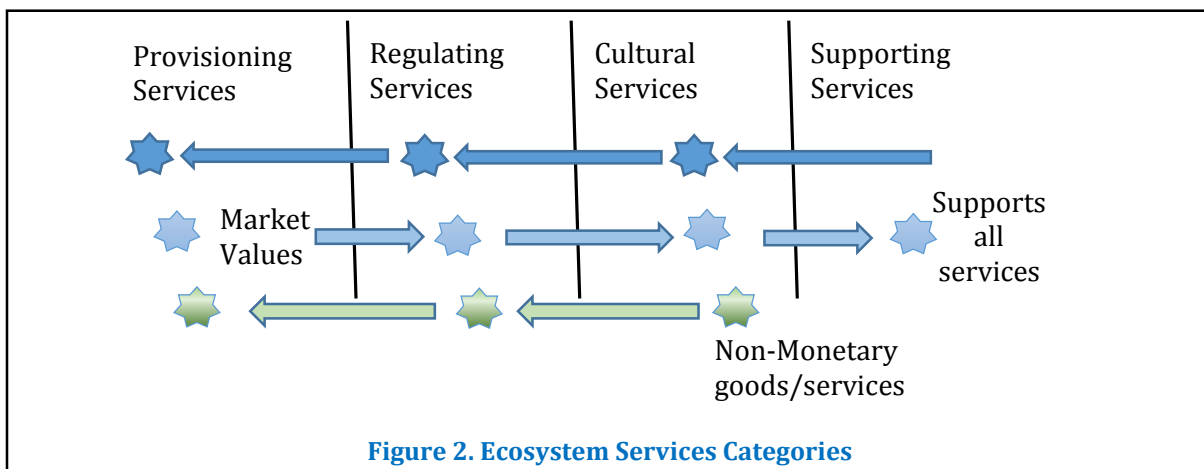 Provisioning
Services
Regulating
Services
Cultural
Services
Supporting
Services
Market
Values
Supports
all
services
Non-Monetary
goods/services
Figure 2. Ecosystem Services Categories